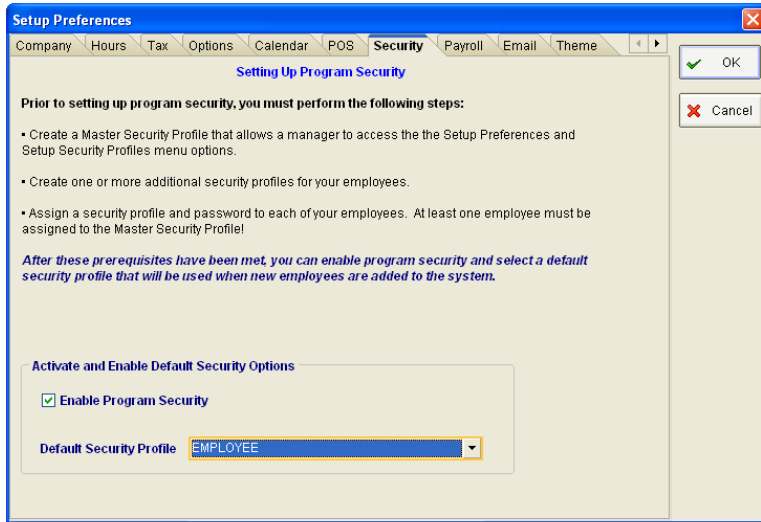 Setup Preferences
Company Hours Tax Options Calendar POS Security Payroll Email Theme
OK
Cancel
Setting Up Program Security
Prior to setting up program security, you must perform the following steps:
▪ Create a Master Security Profile that allows a manager to access the the Setup Preferences and
Setup Security Profiles menu options.
▪ Create one or more additional security profiles for your employees.
▪ Assign a security profile and password to each of your employees. At least one employee must be
assigned to the Master Security Profile!
After these prerequisites have been met, you can enable program security and select a default
security profile that will be used when new employees are added to the system.
Activate and Enable Default Security Options
Enable Program Security
Default Security Profile EMPLOYEE